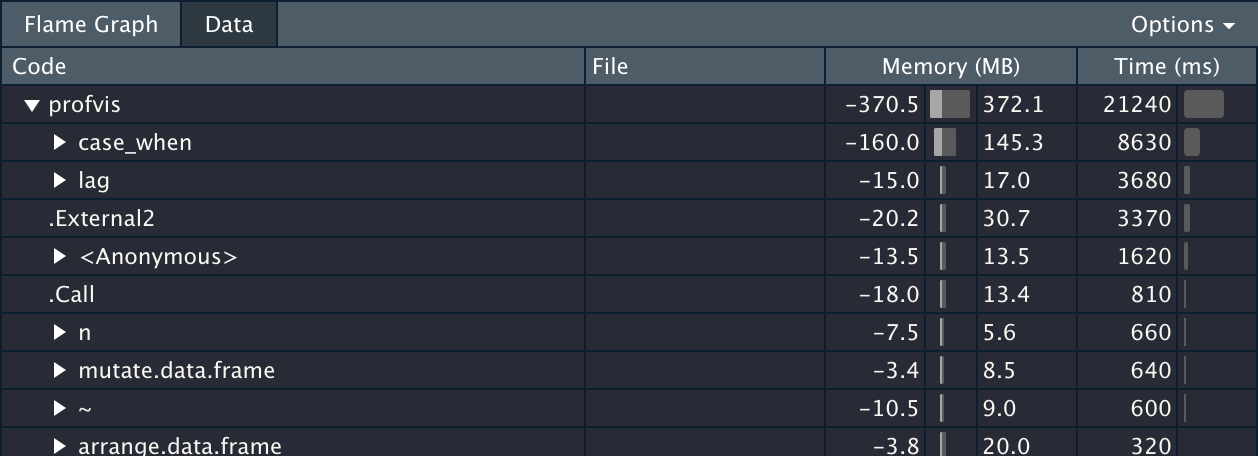 Flame Graph Data Options
Code File Memory (MB) Time (ms)
profvis -370.5 372.1 21240
case_when -160.0 145.3 8630
lag -15.0 17.0 3680
.External2 -20.2 30.7 3370
<Anonymous> -13.5 13.5 1620
.Call -18.0 13.4 810
n -7.5 5.6 660
mutate.data.frame -3.4 8.5 640
~ -10.5 9.0 600
arrange.data.frame -3.8 20.0 320